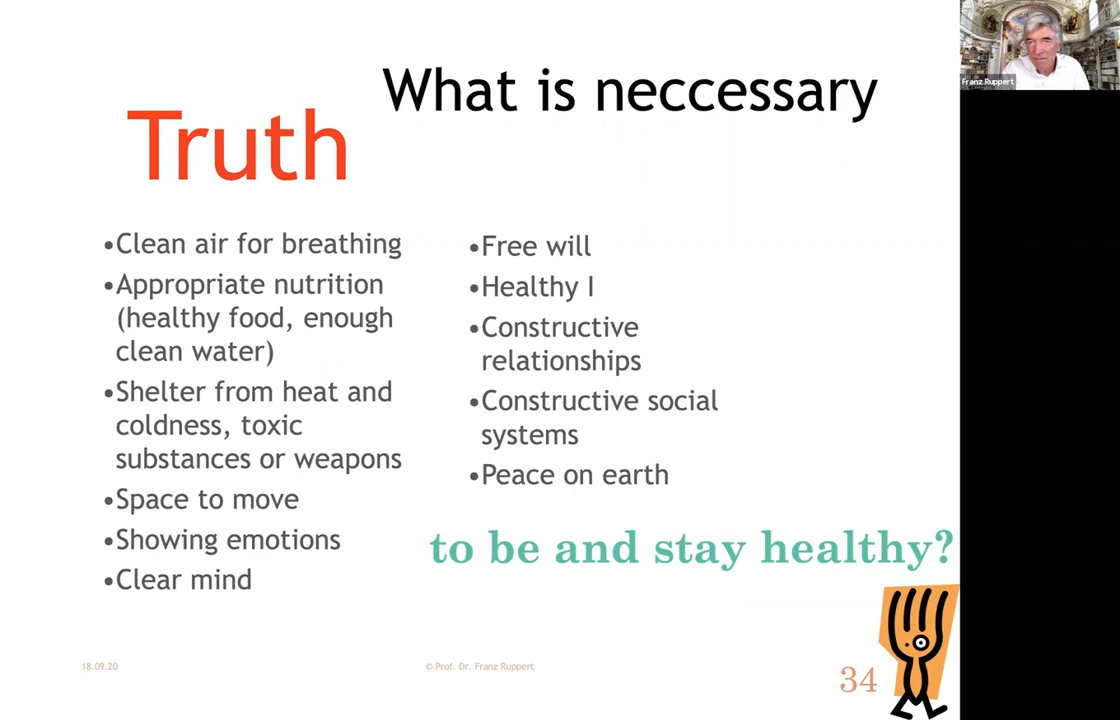 What is neccessary
Truth
•Clean air for breathing
•Appropriate nutrition
(healthy food, enough
clean water)
•Shelter from heat and
coldness, toxic
substances or weapons
•Space to move
•Showing emotions
•Clear mind
•Free will
•Healthy I
•Constructive
relationships
•Constructive social
systems
•Peace on earth
to be and stay healthy?
18.09.20
© Prof. Dr. Franz Ruppert
34
Franz Ruppert